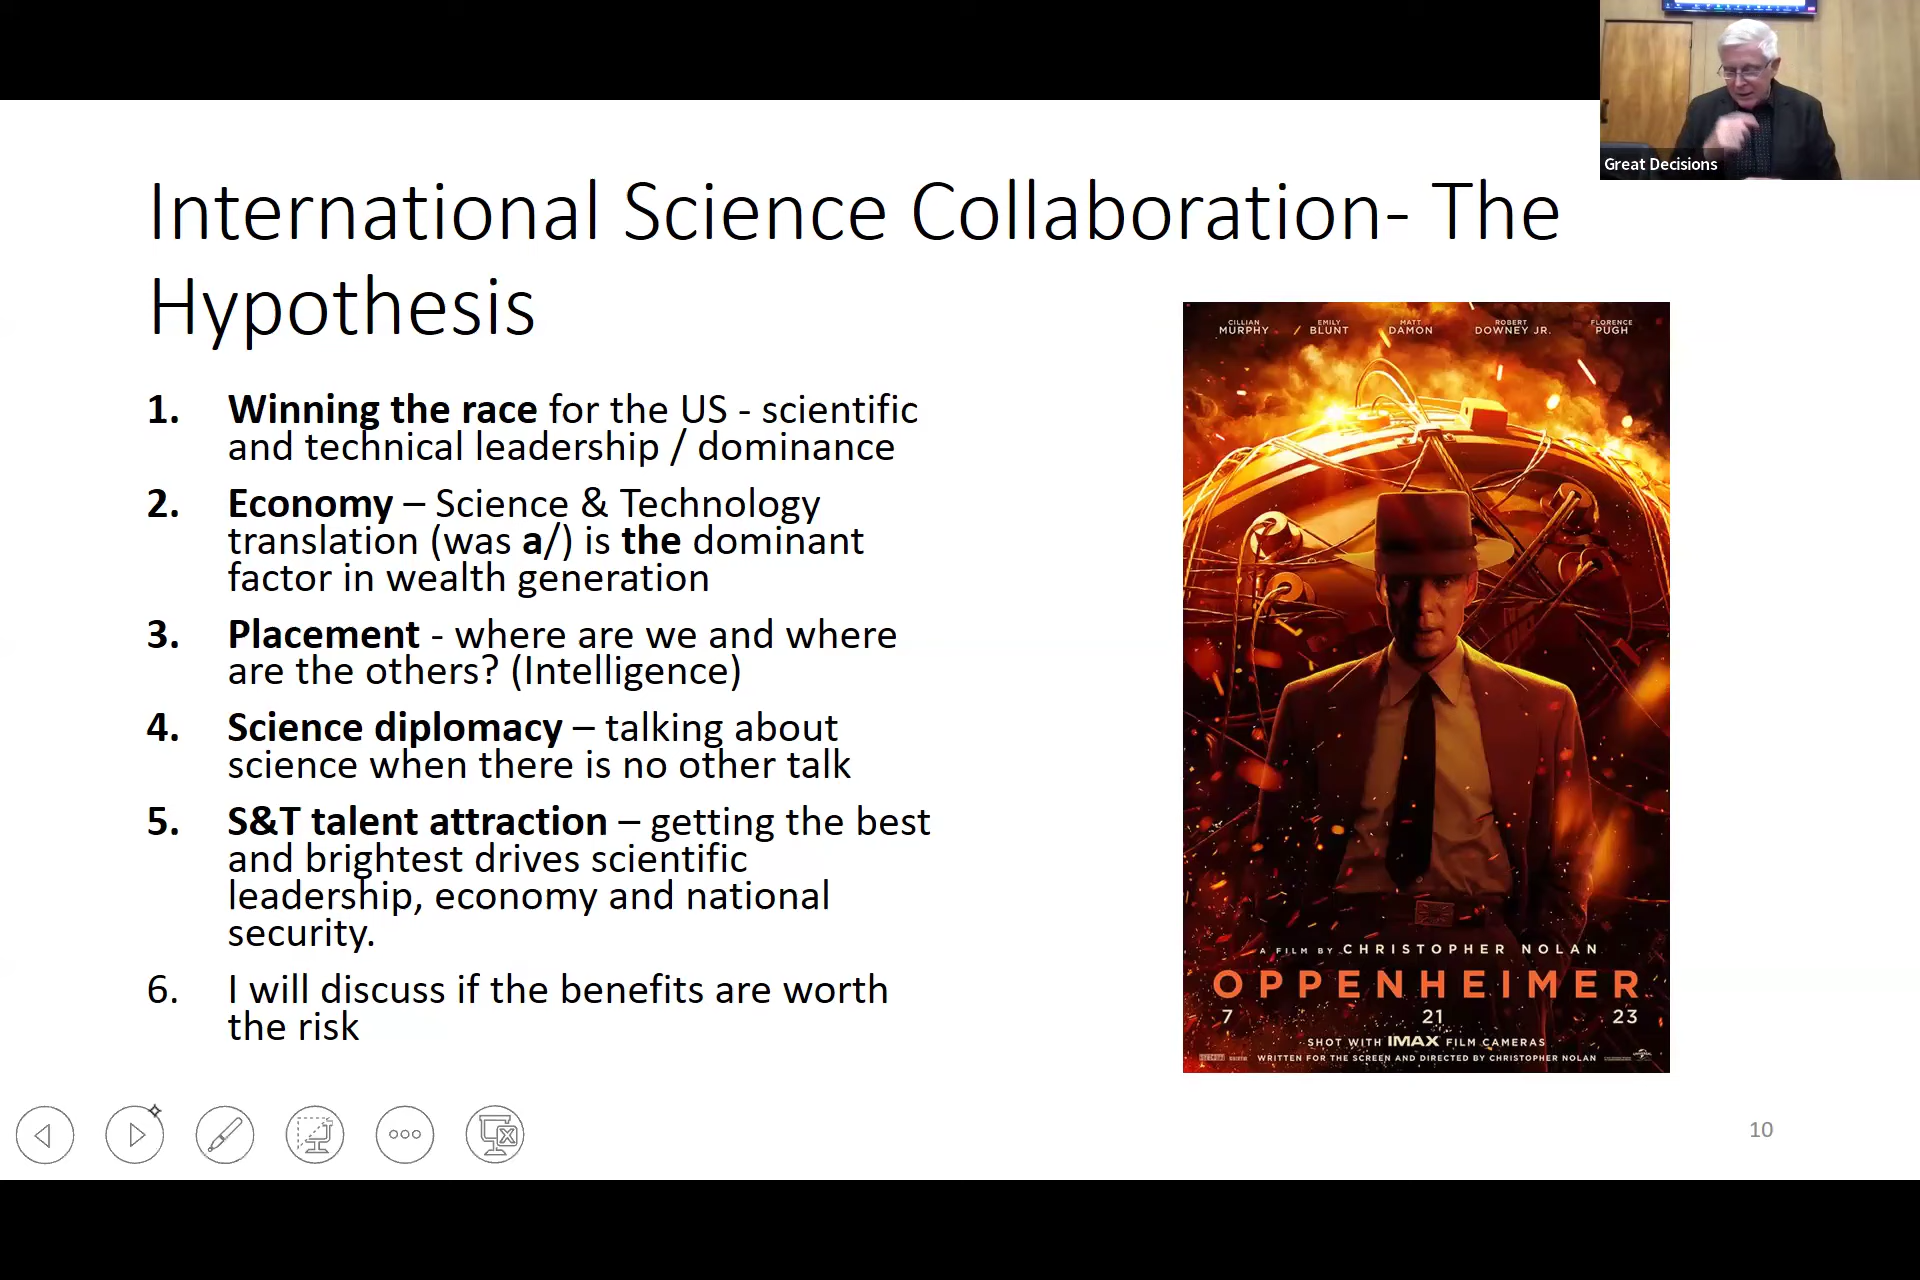 Great Decisions
International Science Collaboration- The
Hypothesis
1. Winning the race for the US - scientific
and technical leadership / dominance
2. Economy – Science & Technology
translation (was a/) is the dominant
factor in wealth generation
3. Placement - where are we and where
are the others? (Intelligence)
4. Science diplomacy – talking about
science when there is no other talk
5. S&T talent attraction – getting the best
and brightest drives scientific
leadership, economy and national
security.
6. I will discuss if the benefits are worth
the risk
CILLIAN MURPHY EMILY BLUNT MATT DAMON ROBERT DOWNEY JR. FLORENCE PUGH
A FILM BY CHRISTOPHER NOLAN
OPPENHEIMER
7 21 23
SHOT WITH IMAX FILM CAMERAS
WRITTEN FOR THE SCREEN AND DIRECTED BY CHRISTOPHER NOLAN
10